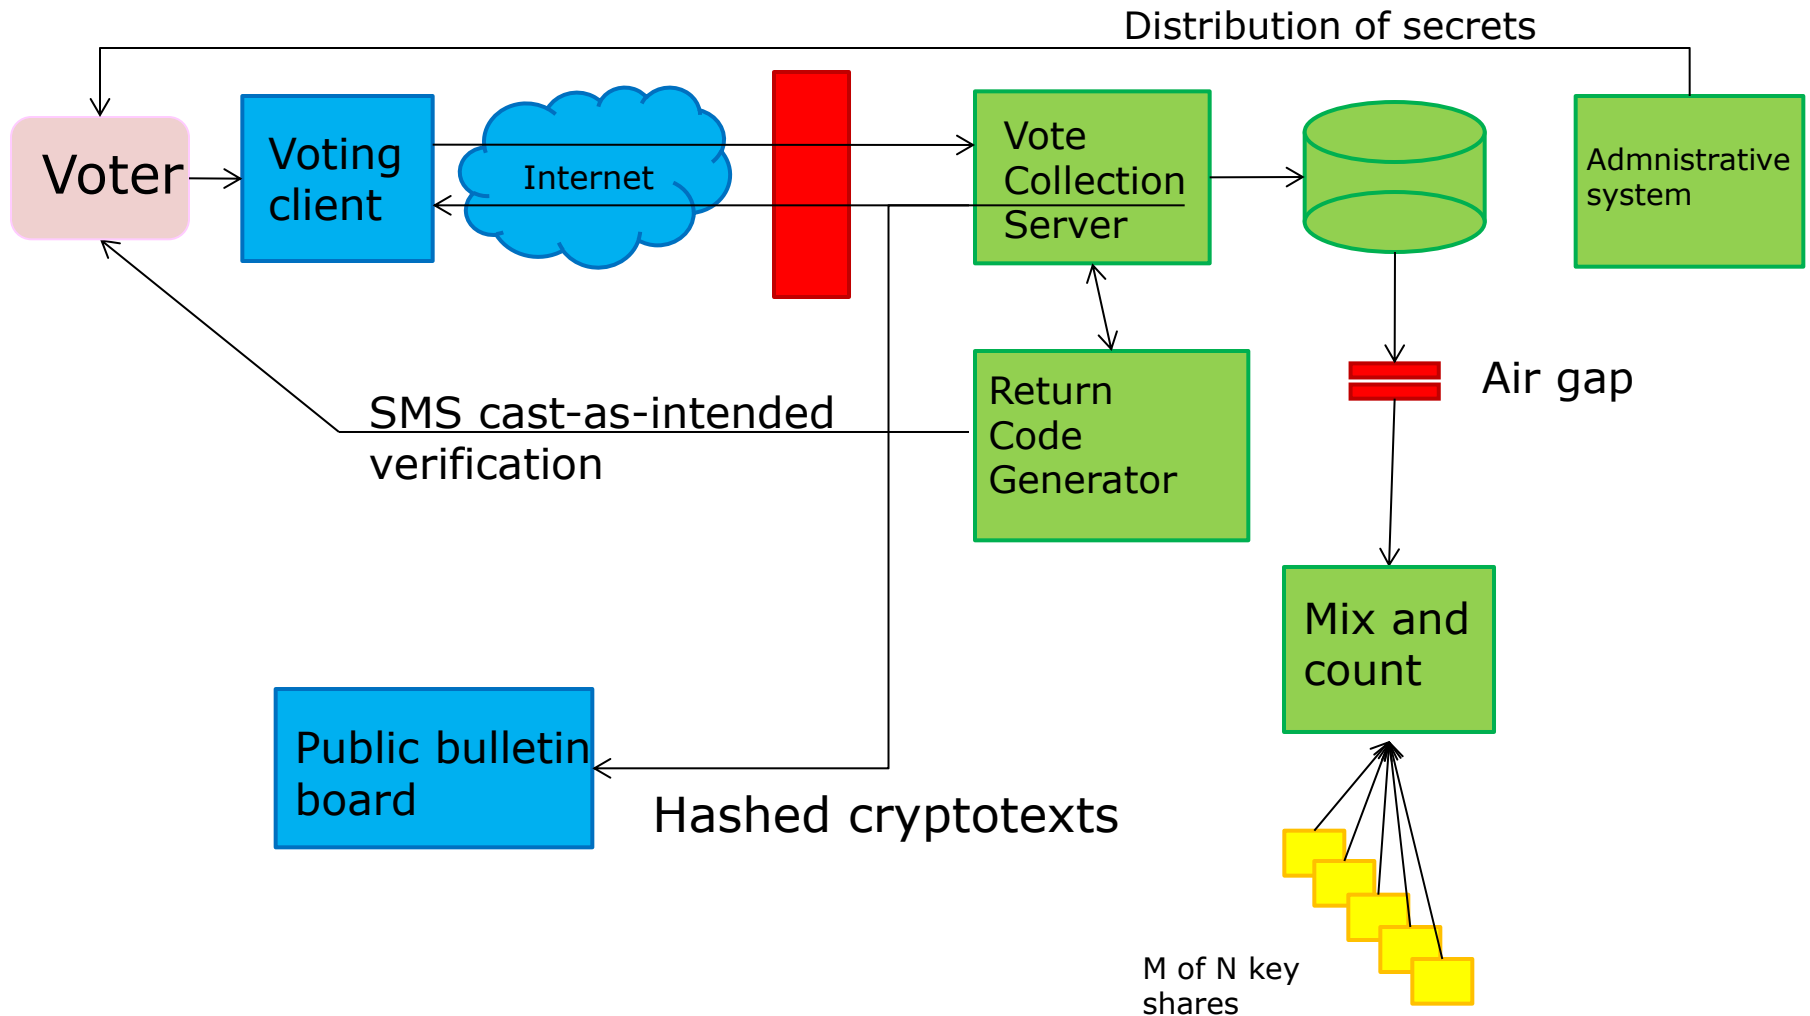 Distribution of secrets
Voter
Voting
client
Internet
Vote
Collection
Server
Admnistrative
system
Return
Code
Generator
Air gap
SMS cast-as-intended
verification
Mix and
count
Public bulletin
board
Hashed cryptotexts
M of N key
shares